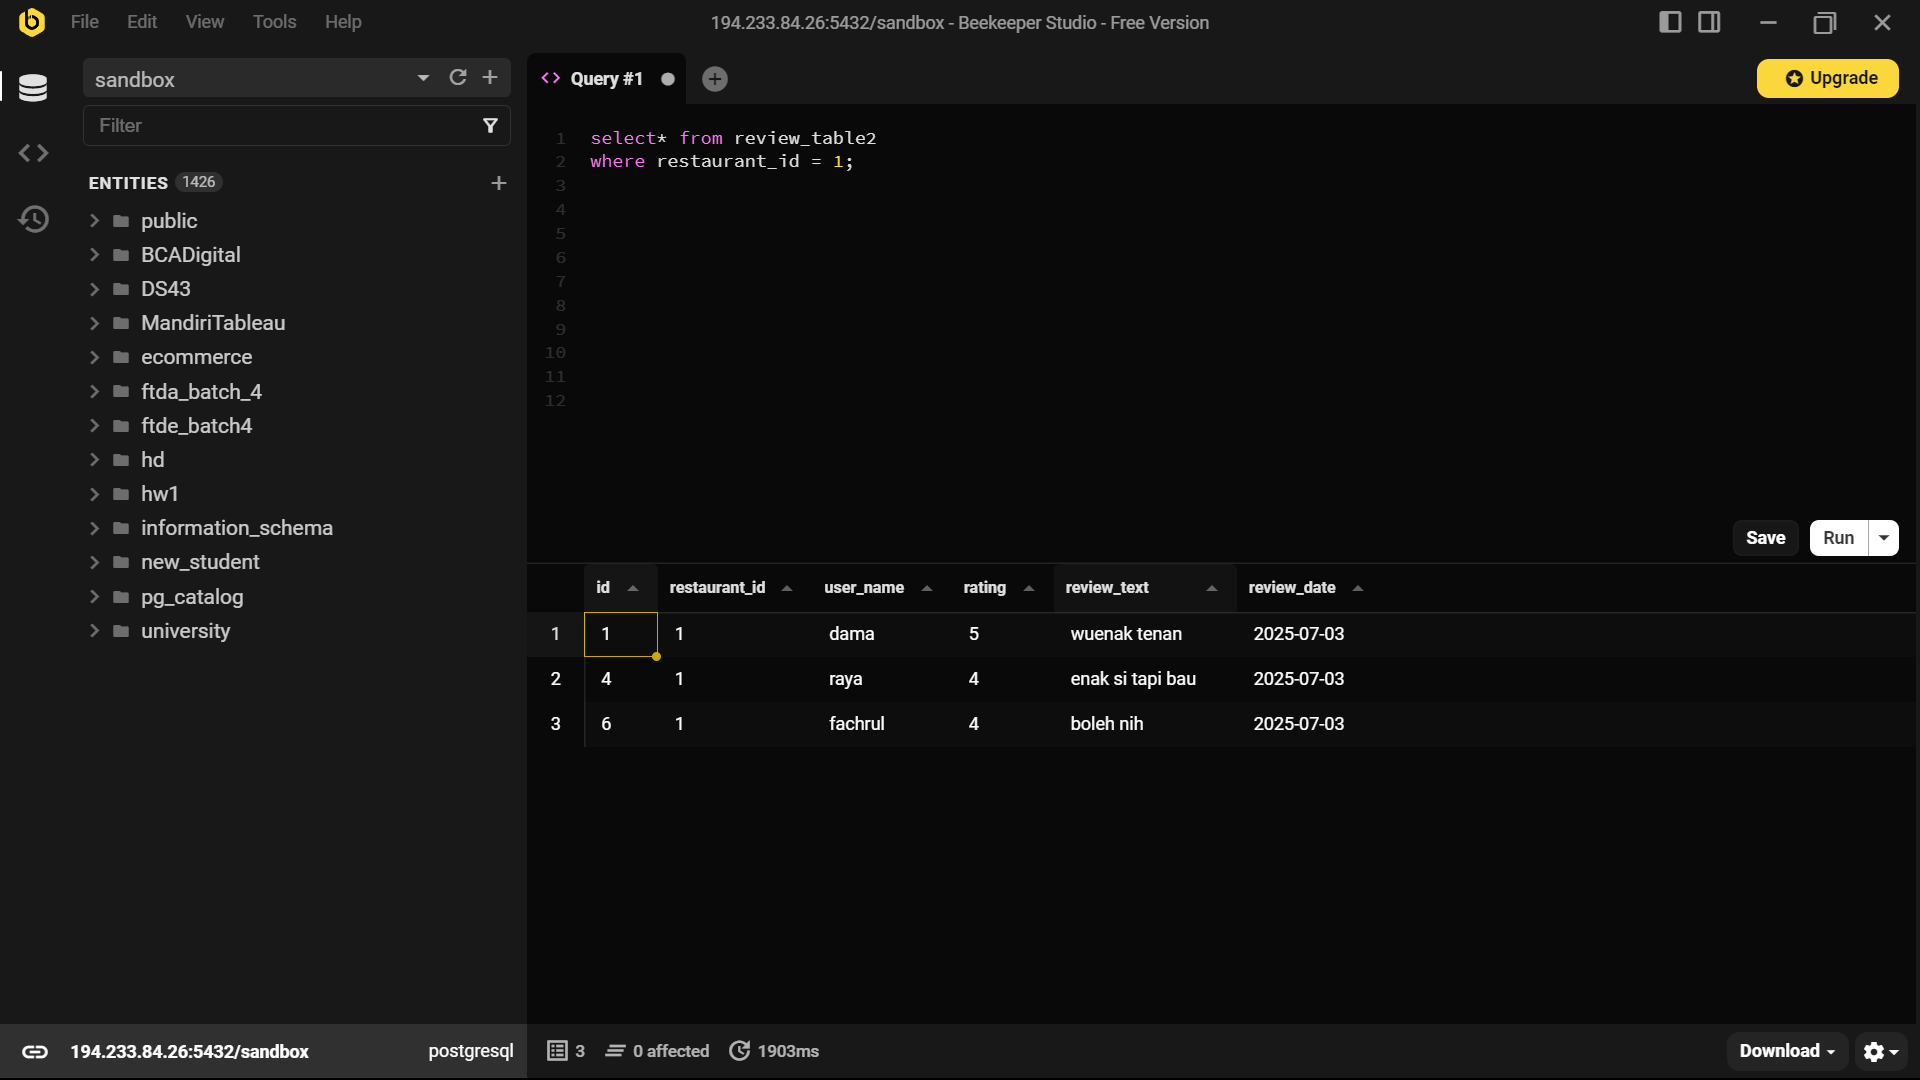 File Edit View Tools Help
194.233.84.26:5432/sandbox - Beekeeper Studio - Free Version
sandbox
Filter
ENTITIES 1426
public
BCADigital
DS43
MandiriTableau
ecommerce
ftda_batch_4
ftde_batch4
hd
hw1
information_schema
new_student
pg_catalog
university
194.233.84.26:5432/sandbox postgresql
Query #1
Upgrade
1 select* from review_table2
2 where restaurant_id = 1;
3
4
5
6
7
8
9
10
11
12
Save Run
id restaurant_id user_name rating review_text review_date
1 1 1 dama 5 wuenak tenan 2025-07-03
2 4 1 raya 4 enak si tapi bau 2025-07-03
3 6 1 fachrul 4 boleh nih 2025-07-03
3 0 affected 1903ms
Download